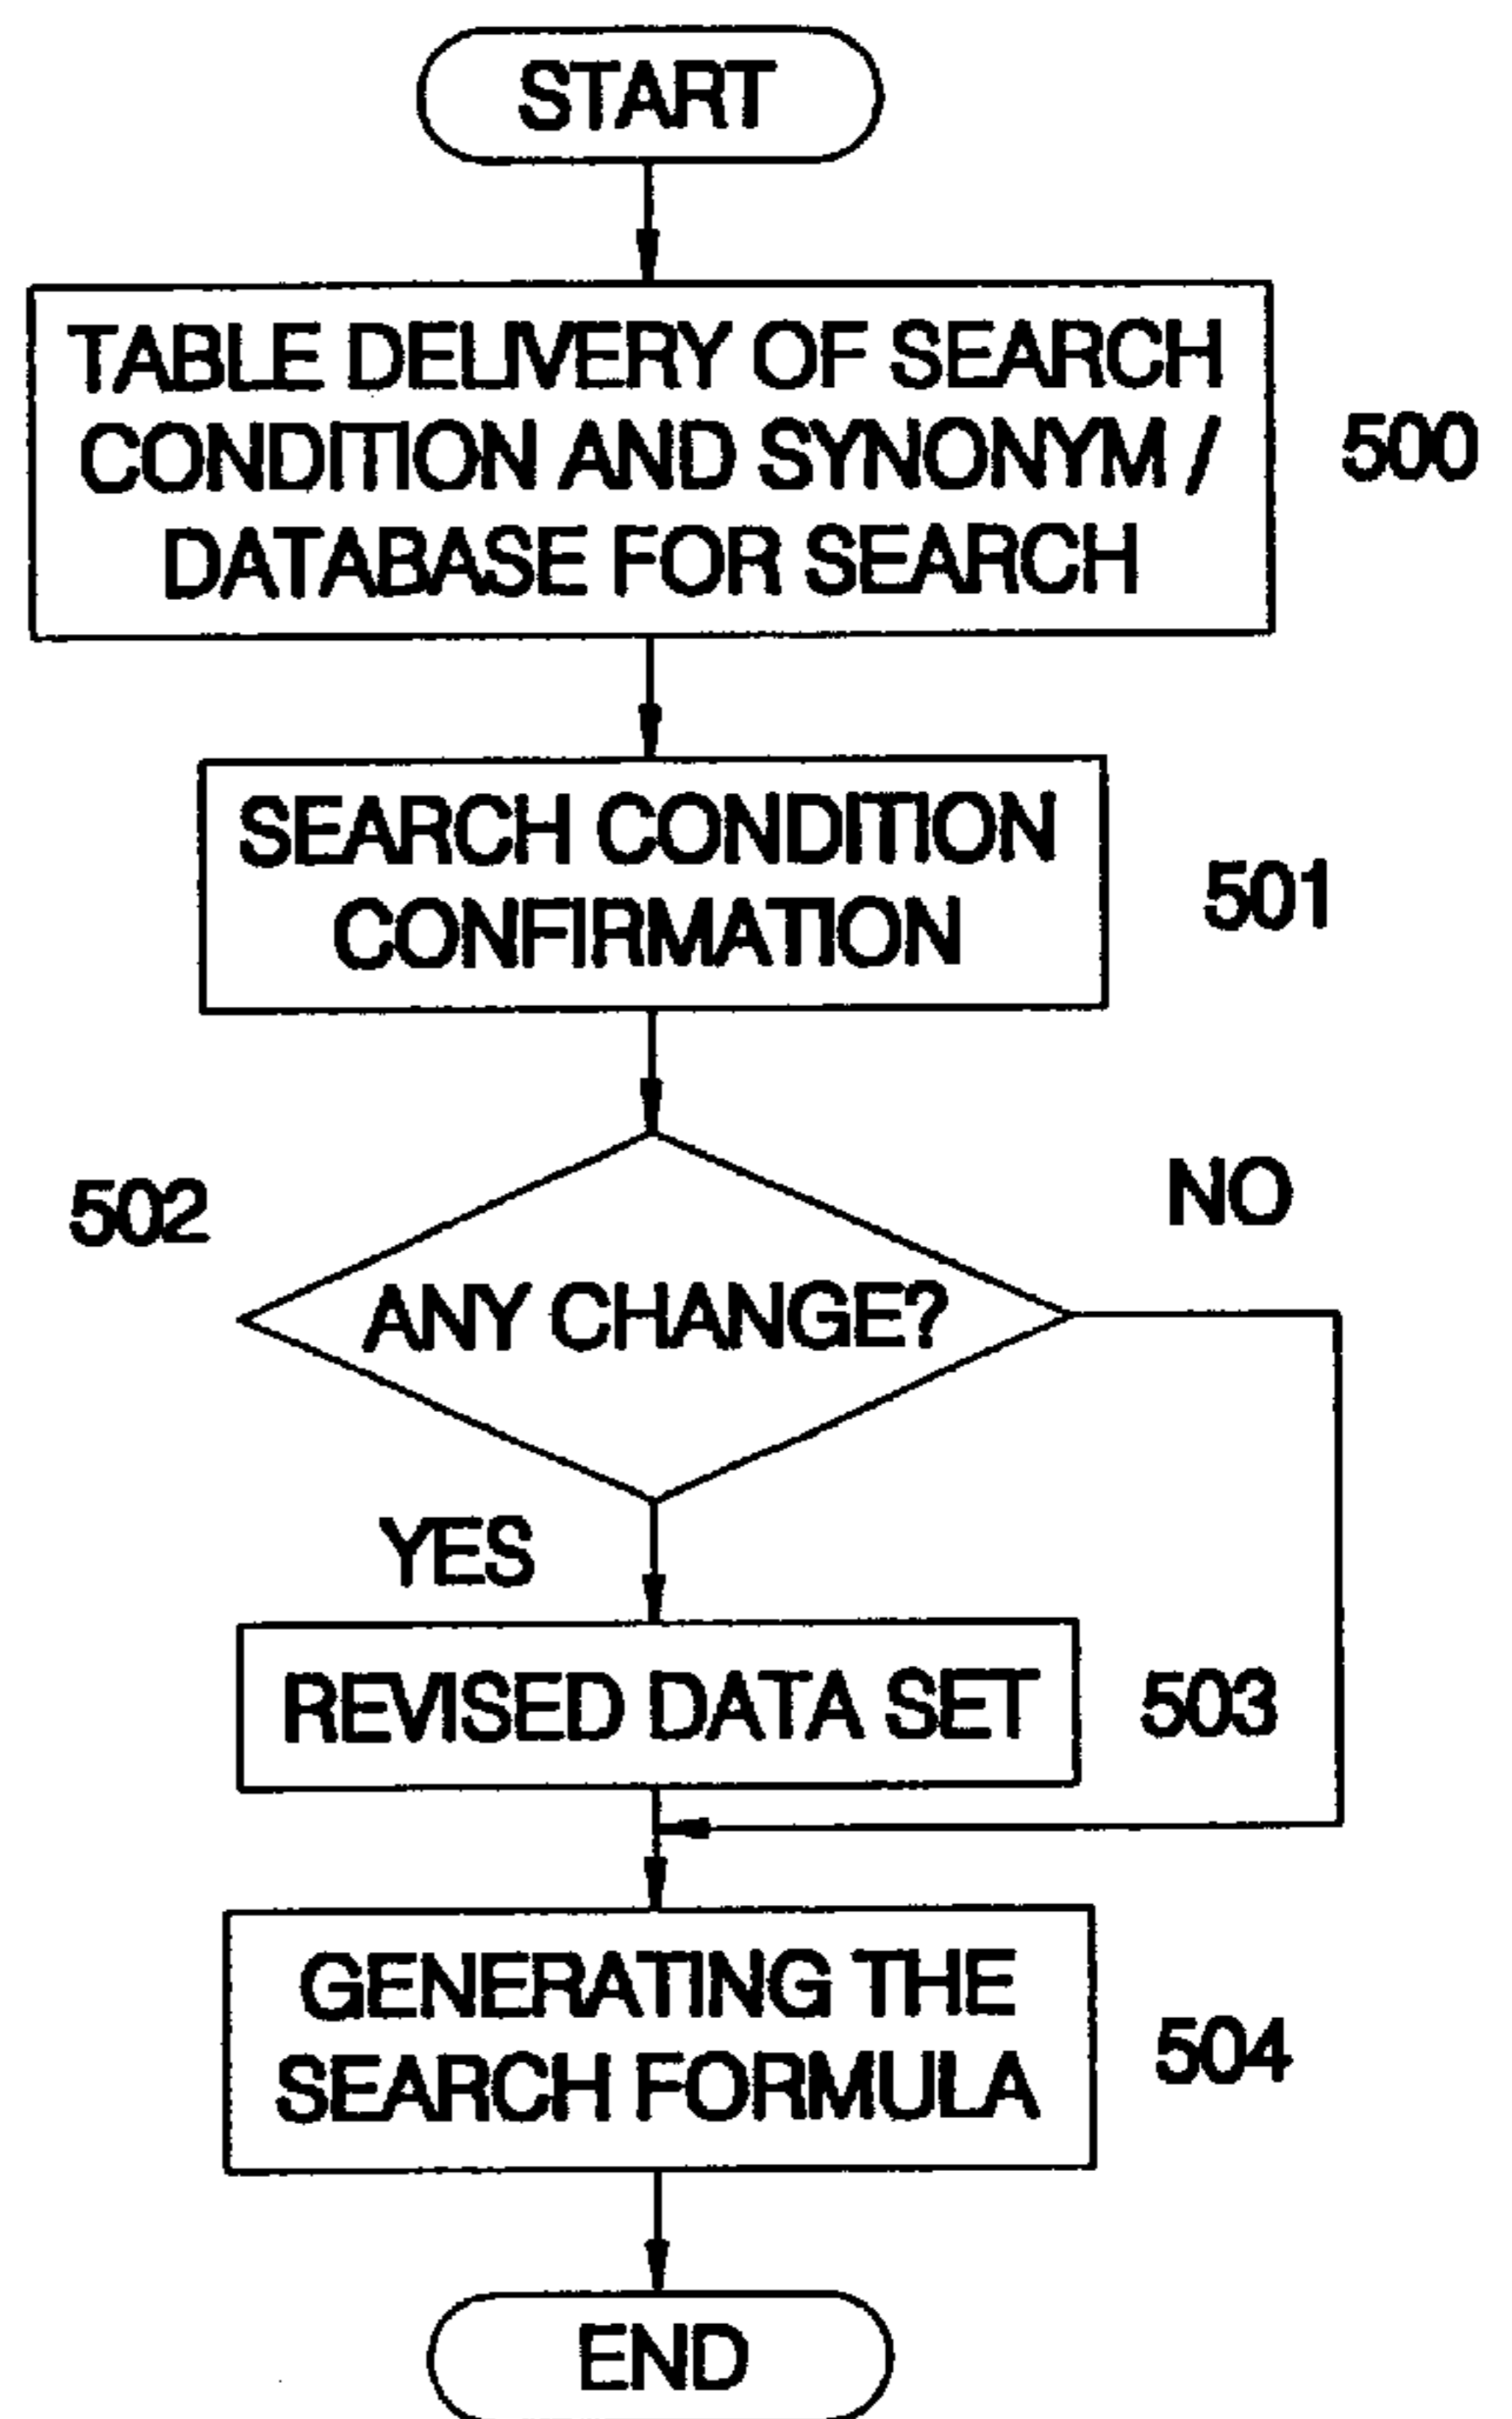 START
TABLE DELIVERY OF SEARCH
CONDITION AND SYNONYM /
DATABASE FOR SEARCH
500
SEARCH CONDITION
CONFIRMATION
501
502
NO
ANY CHANGE?
YES
REVISED DATA SET
503
GENERATING THE
SEARCH FORMULA
504
END